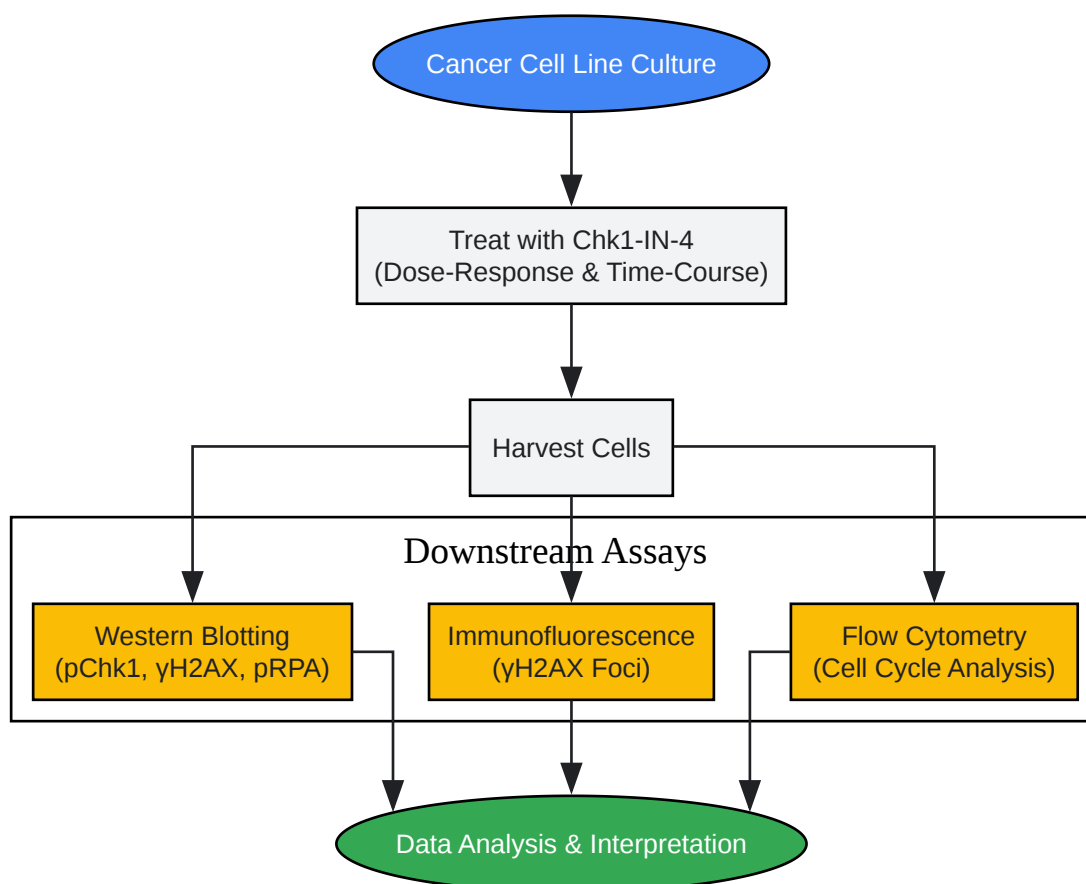 Cancer Cell Line Culture
Treat with Chk1-IN-4
(Dose-Response & Time-Course)
Harvest Cells
Downstream Assays
Western Blotting
(pChk1, γH2AX, pRPA)
Immunofluorescence
(γH2AX Foci)
Flow Cytometry
(Cell Cycle Analysis)
Data Analysis & Interpretation